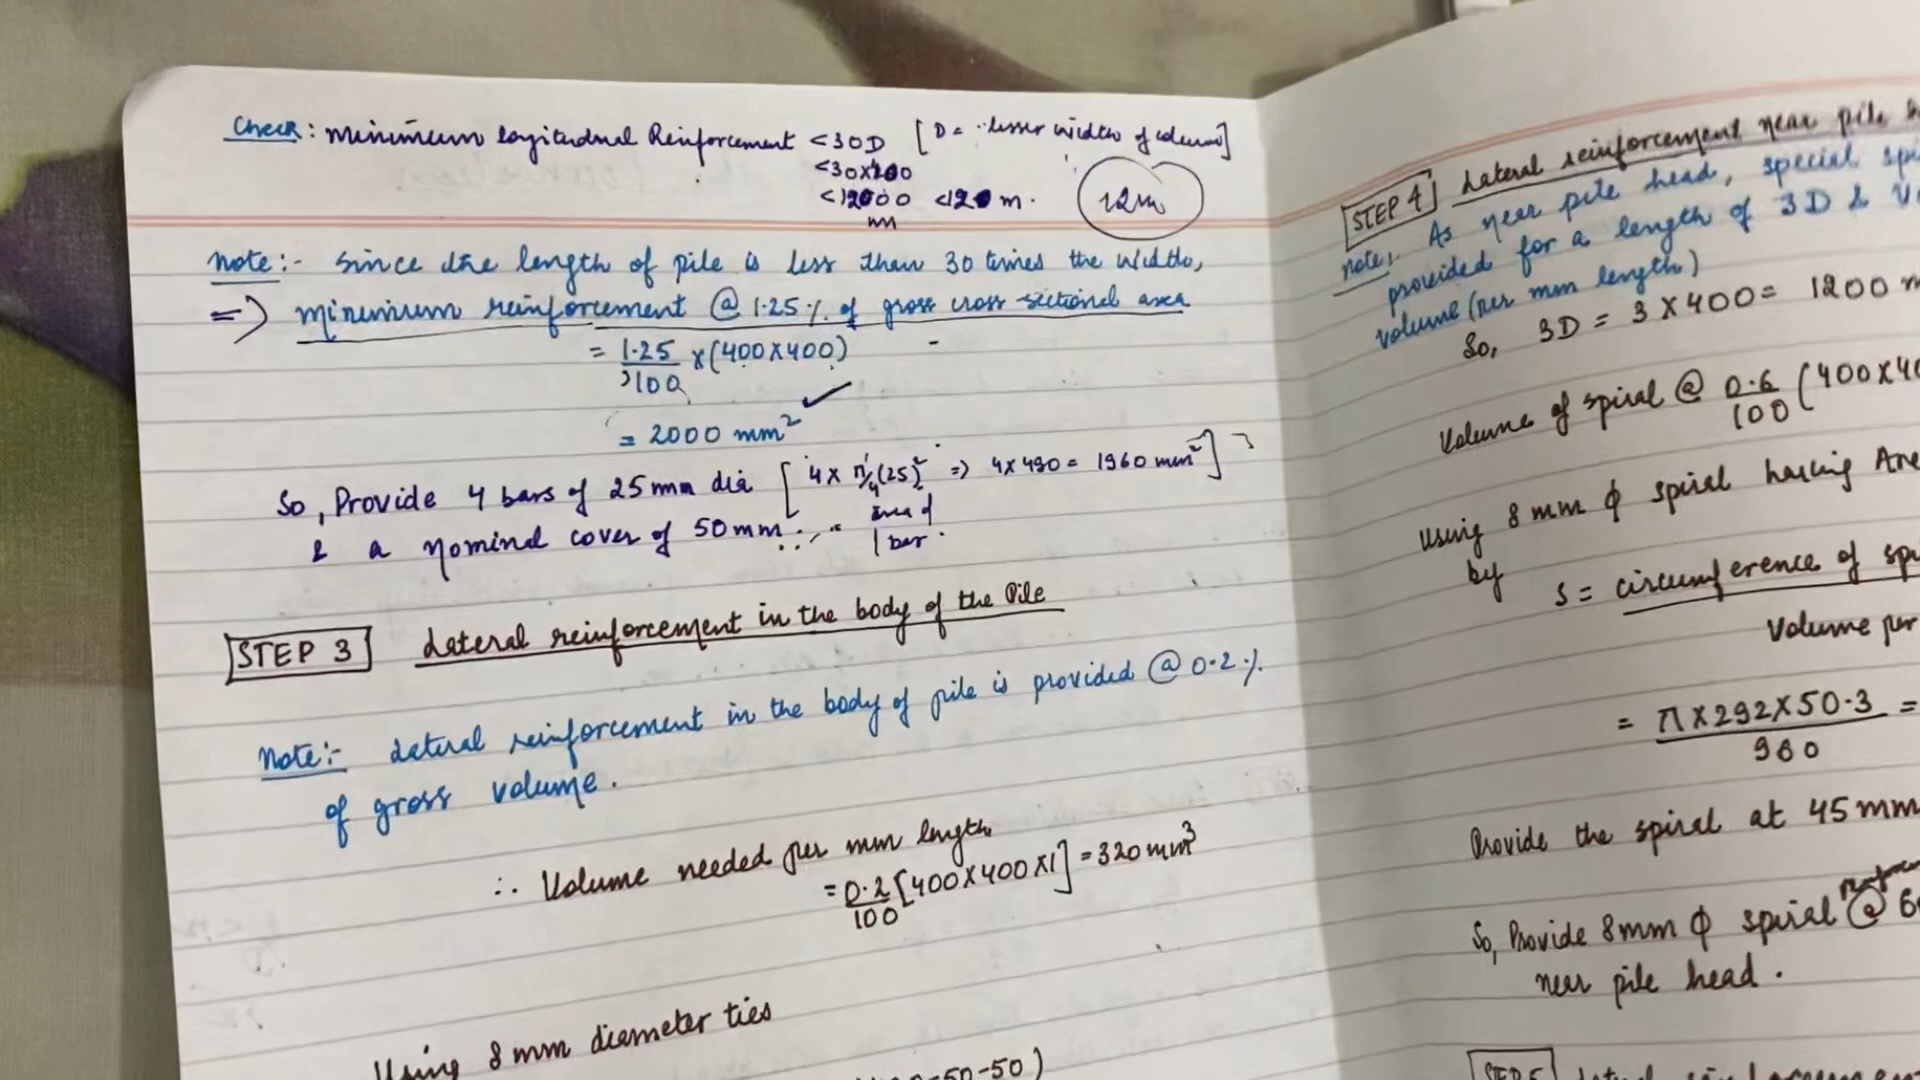 Check: Minimum Longitudinal Reinforcement <30D [D = lesser width of column]
<30x400
<12000 <12 m. 12m
mm
Note:- Since the length of pile is less than 30 times the width,
=> minimum reinforcement @ 1.25% of gross cross sectional area
= 1.25/100 x (400x400)
= 2000 mm² ✓
So, Provide 4 bars of 25mm dia [4 x π/4 (25)² => 4x490 = 1960 mm²]
& a nominal cover of 50mm area of
1 bar.
STEP 3 Lateral reinforcement in the body of the Pile
Note:- Lateral reinforcement in the body of pile is provided @ 0.2%
of gross volume.
∴ Volume needed per mm length
= 0.2/100 [400x400x1] = 320 mm³
Using 8mm diameter ties
-50-50)
STEP 4 Lateral reinforcement near pile
Note:- As near pile head, special
provided for a length of 3D &
volume (per mm length)
So, 3D = 3x400 = 1200
Volume of spiral @ 0.6/100 (400x
Using 8mm ϕ spiral having
by
S = circumference of
Volume per
= π x 292 x 50.3 / 960 =
Provide the spiral at 45mm
So, Provide 8mm ϕ spiral @
near pile head.
STEP 5